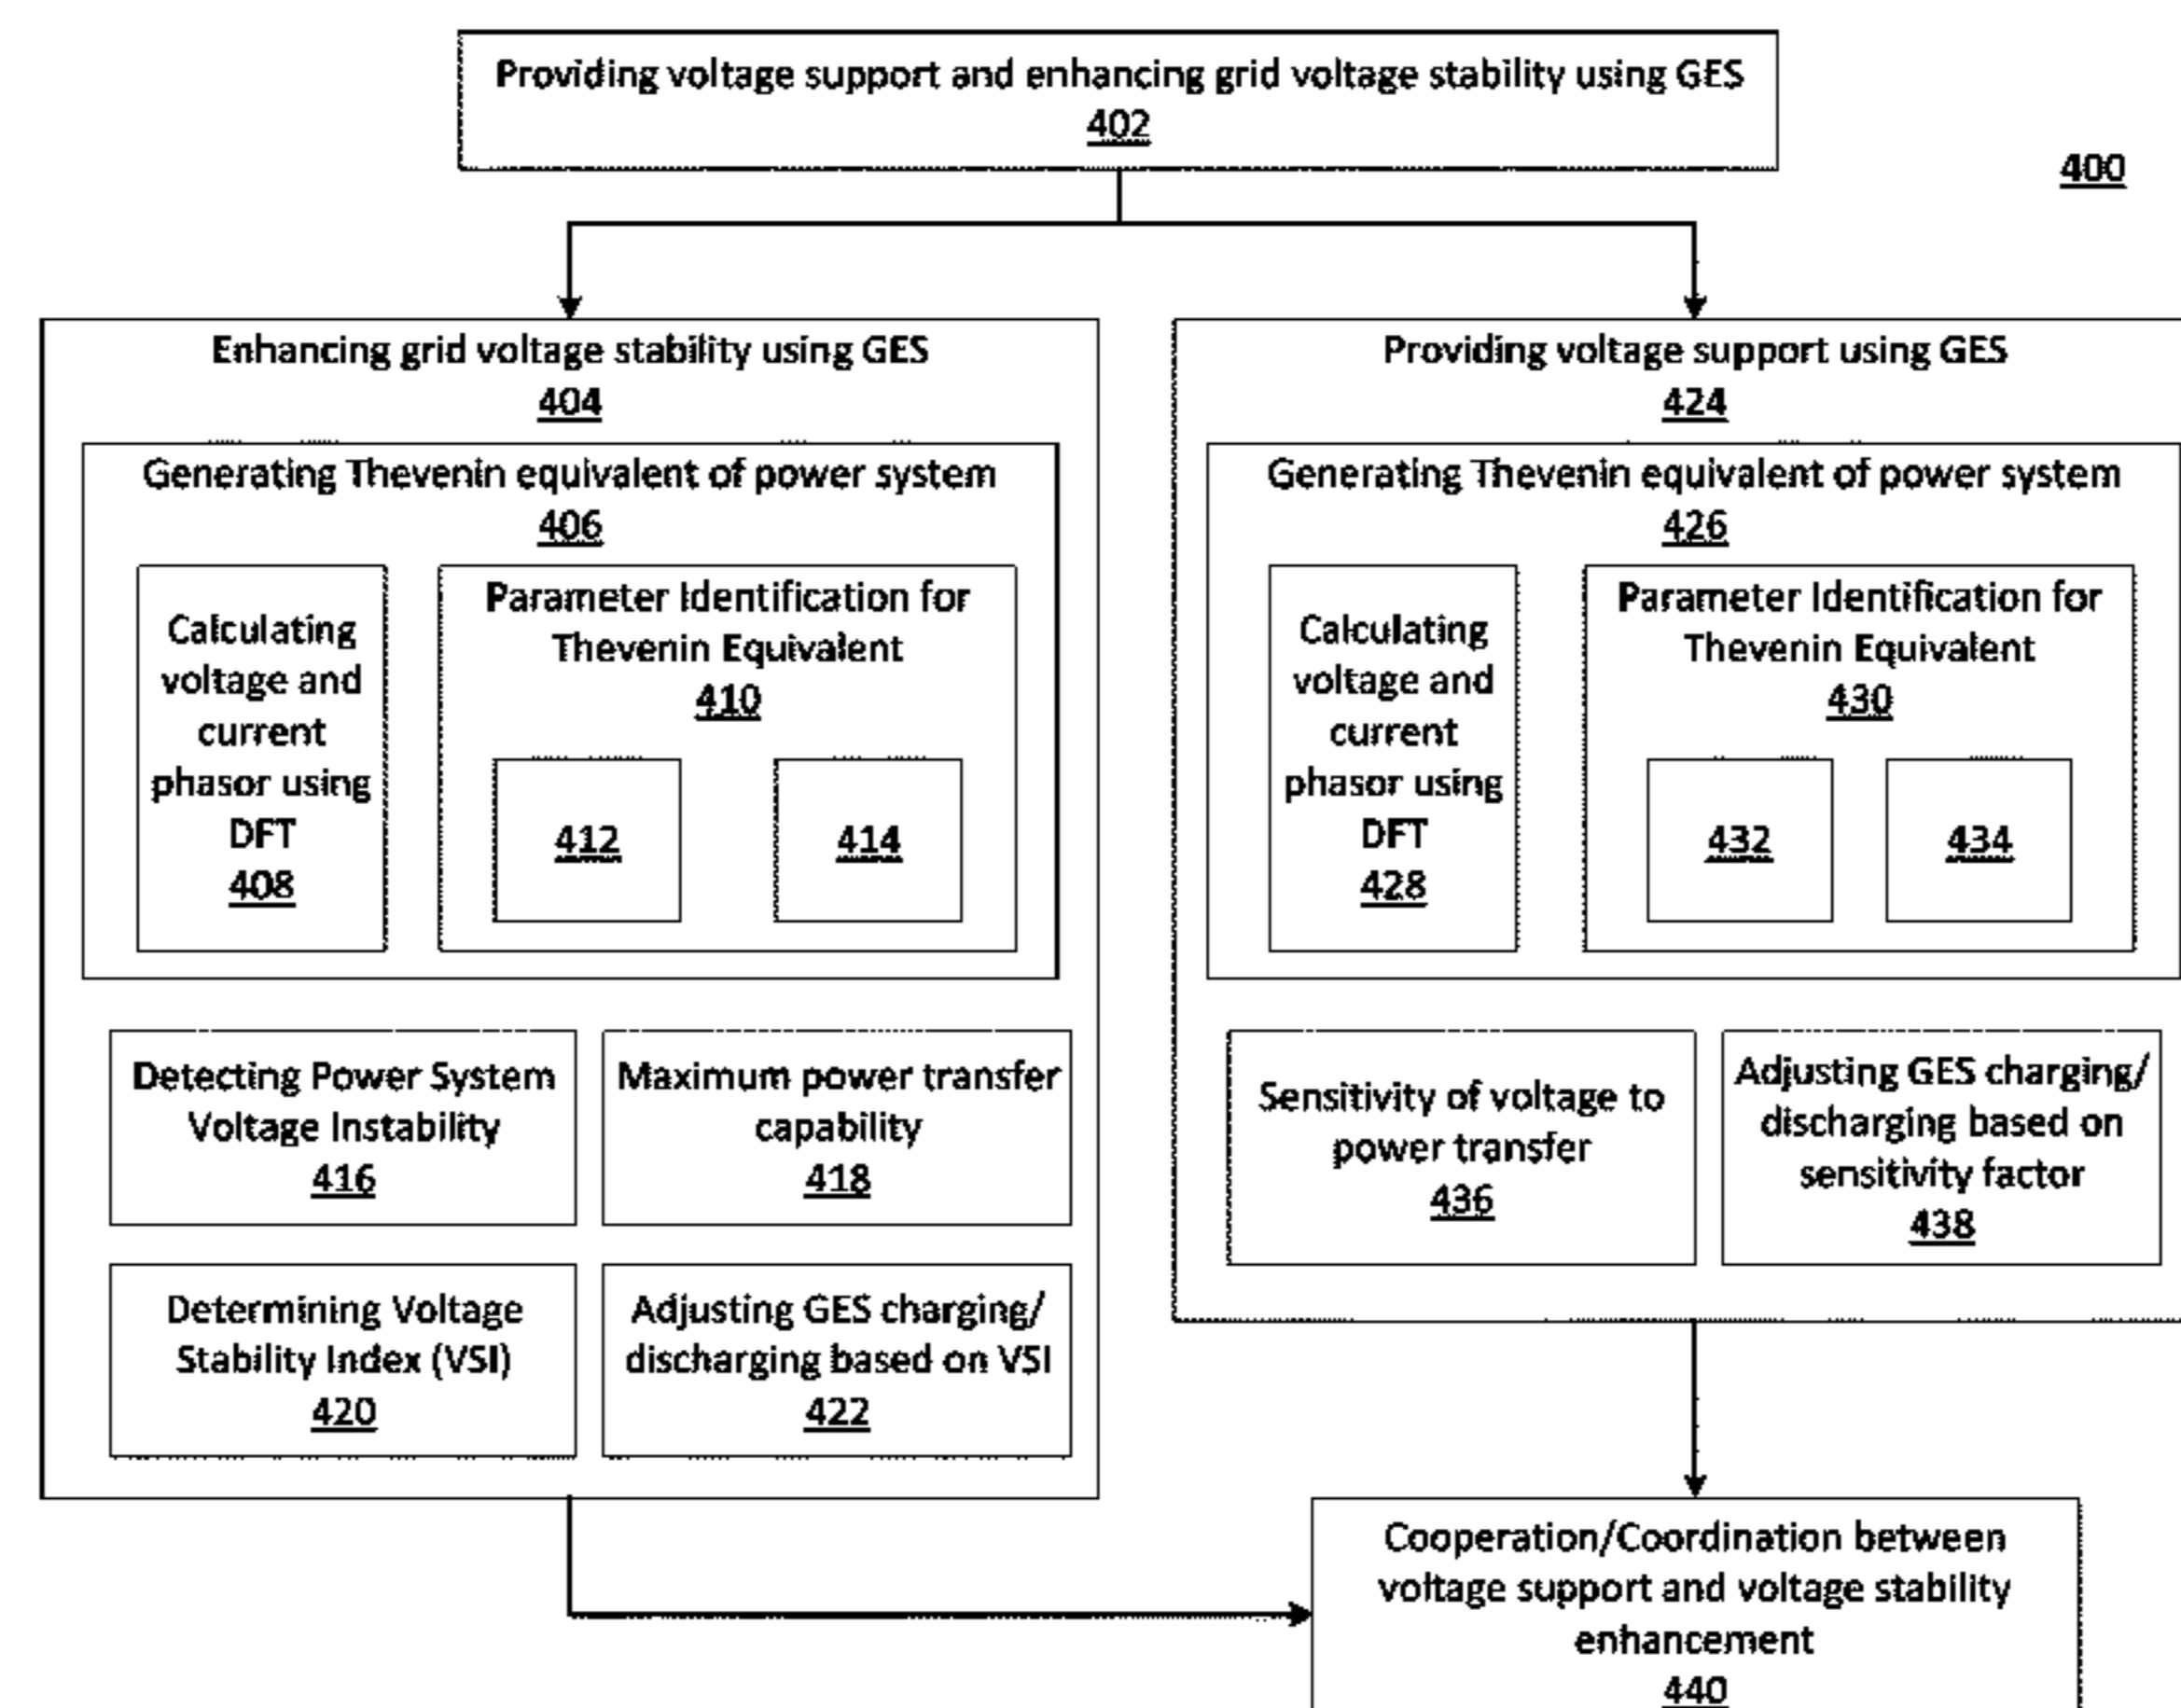 Providing voltage support and enhancing grid voltage stability using GES
402
400
Enhancing grid voltage stability using GES
404
Generating Thevenin equivalent of power system
406
Calculating
voltage and
current
phasor using
DFT
408
Parameter Identification for
Thevenin Equivalent
410
412
414
Detecting Power System
Voltage Instability
416
Maximum power transfer
capability
418
Determining Voltage
Stability Index (VSI)
420
Adjusting GES charging/
discharging based on VSI
422
Providing voltage support using GES
424
Generating Thevenin equivalent of power system
426
Calculating
voltage and
current
phasor using
DFT
428
Parameter Identification for
Thevenin Equivalent
430
432
434
Sensitivity of voltage to
power transfer
436
Adjusting GES charging/
discharging based on
sensitivity factor
438
Cooperation/Coordination between
voltage support and voltage stability
enhancement
440